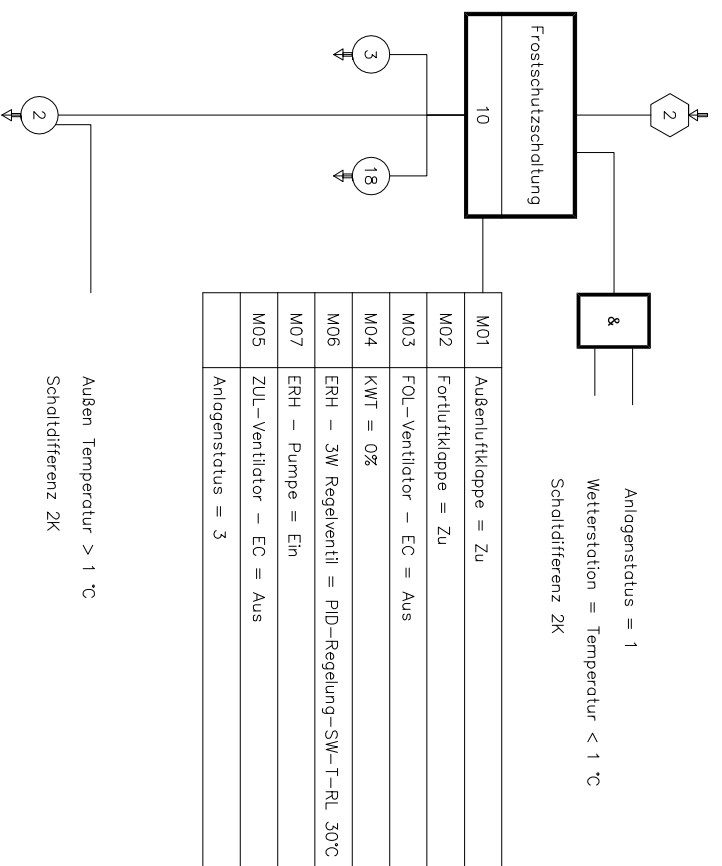 2
Anlagenstatus = 1
Wetterstation = Temperatur < 1 °C
Schaltdifferenz 2K
&
Frostschutzschaltung
10
3
18
2
M01 Außenluftklappe = Zu
M02 Fortluftklappe = Zu
M03 FOL-Ventilator - EC = Aus
M04 KWT = 0%
M06 ERH - 3W Regelventil = PID-Regelung-SW-T-RL 30°C
M07 ERH - Pumpe = Ein
M05 ZUL-Ventilator - EC = Aus
Anlagenstatus = 3
Außen Temperatur > 1 °C
Schaltdifferenz 2K